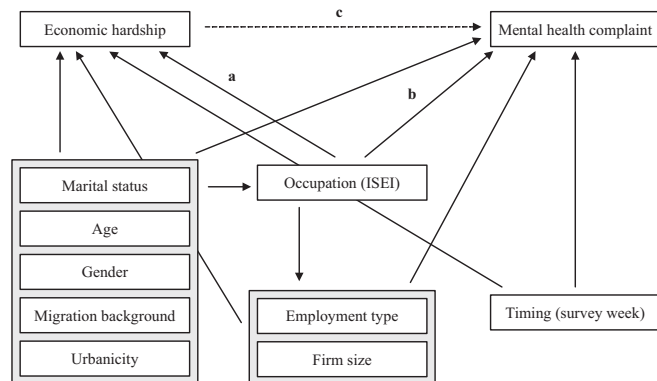 Economic hardship
c
Mental health complaint
a
b
Marital status
Occupation (ISEI)
Age
Gender
Migration background
Employment type
Timing (survey week)
Urbanicity
Firm size